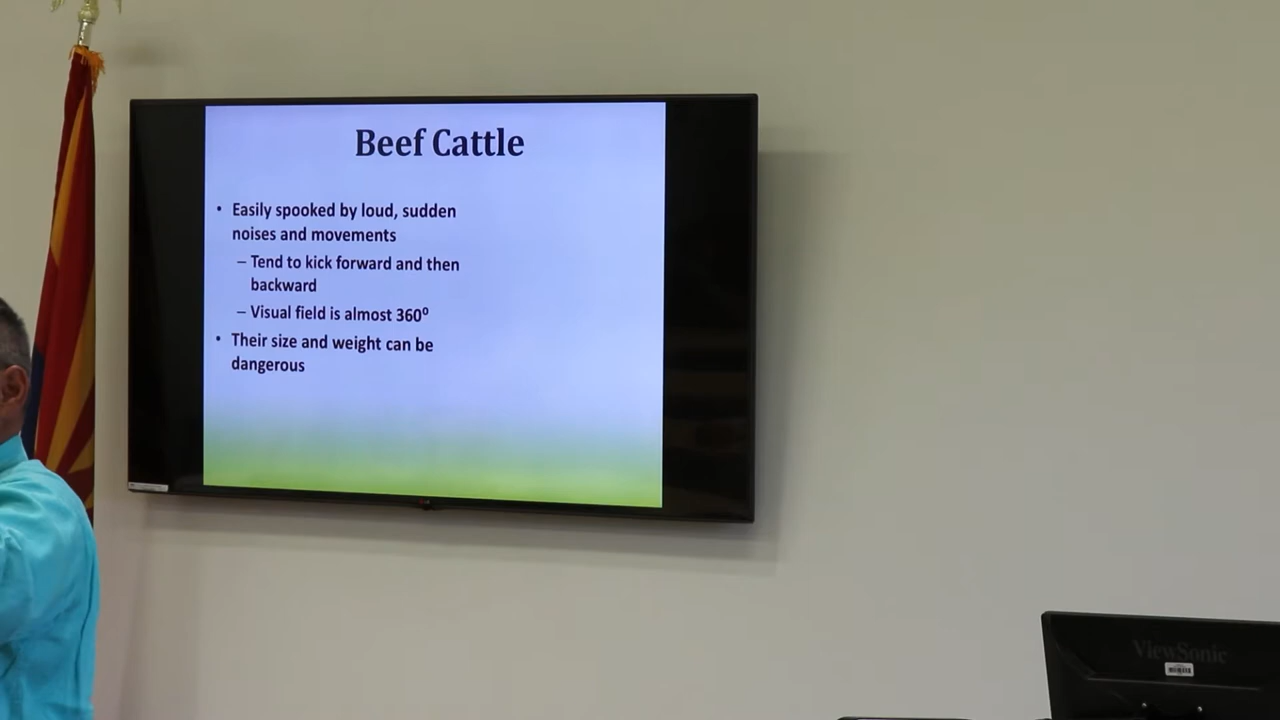 Beef Cattle
• Easily spooked by loud, sudden
noises and movements
– Tend to kick forward and then
backward
– Visual field is almost 360º
• Their size and weight can be
dangerous
ViewSonic